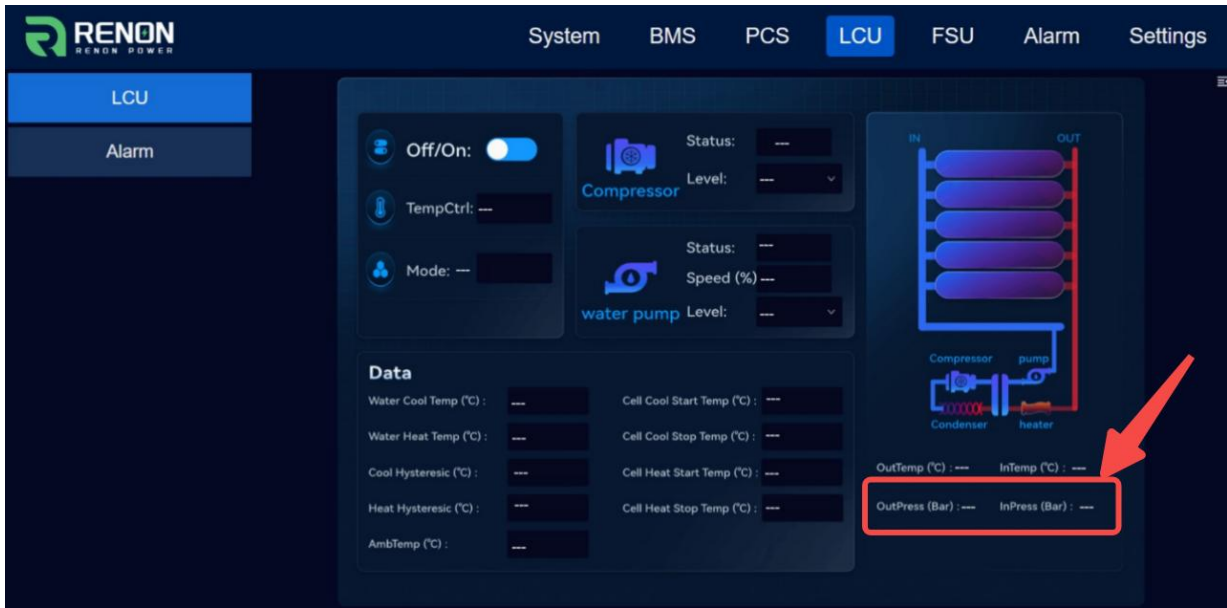 RENON
RENON POWER
System BMS PCS LCU FSU Alarm Settings
LCU
Alarm
Off/On:
TempCtrl: ---
Mode: ---
Compressor
Status: ---
Level: ---
water pump
Status: ---
Speed (%) ---
Level: ---
Data
Water Cool Temp (℃) : ---
Cell Cool Start Temp (℃) : ---
Water Heat Temp (℃) : ---
Cell Cool Stop Temp (℃) : ---
Cool Hysteresic (℃) : ---
Cell Heat Start Temp (℃) : ---
Heat Hysteresic (℃) : ---
Cell Heat Stop Temp (℃) : ---
AmbTemp (℃) : ---
IN OUT
Compressor pump
Condenser heater
OutTemp (℃) : --- InTemp (℃) : ---
OutPress (Bar) : --- InPress (Bar) : ---